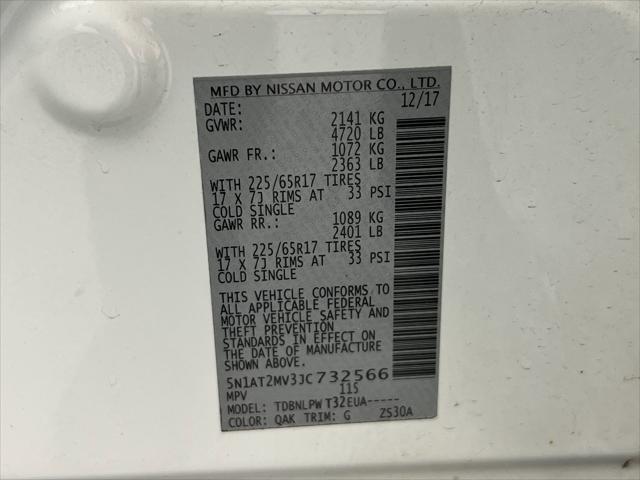 MFD BY NISSAN MOTOR CO., LTD.
DATE: 12/17
GVWR: 2141 KG
4720 LB
GAWR FR.: 1072 KG
2363 LB
WITH 225/65R17 TIRES
17 X 7J RIMS AT 33 PSI
COLD SINGLE
GAWR RR.: 1089 KG
2401 LB
WITH 225/65R17 TIRES
17 X 7J RIMS AT 33 PSI
COLD SINGLE
THIS VEHICLE CONFORMS TO
ALL APPLICABLE FEDERAL
MOTOR VEHICLE SAFETY AND
THEFT PREVENTION
STANDARDS IN EFFECT ON
THE DATE OF MANUFACTURE
SHOWN ABOVE.
5N1AT2MV3JC732566
MPV 115
MODEL: TDBNLPW T32EUA-----
COLOR: QAK TRIM: G ZS30A